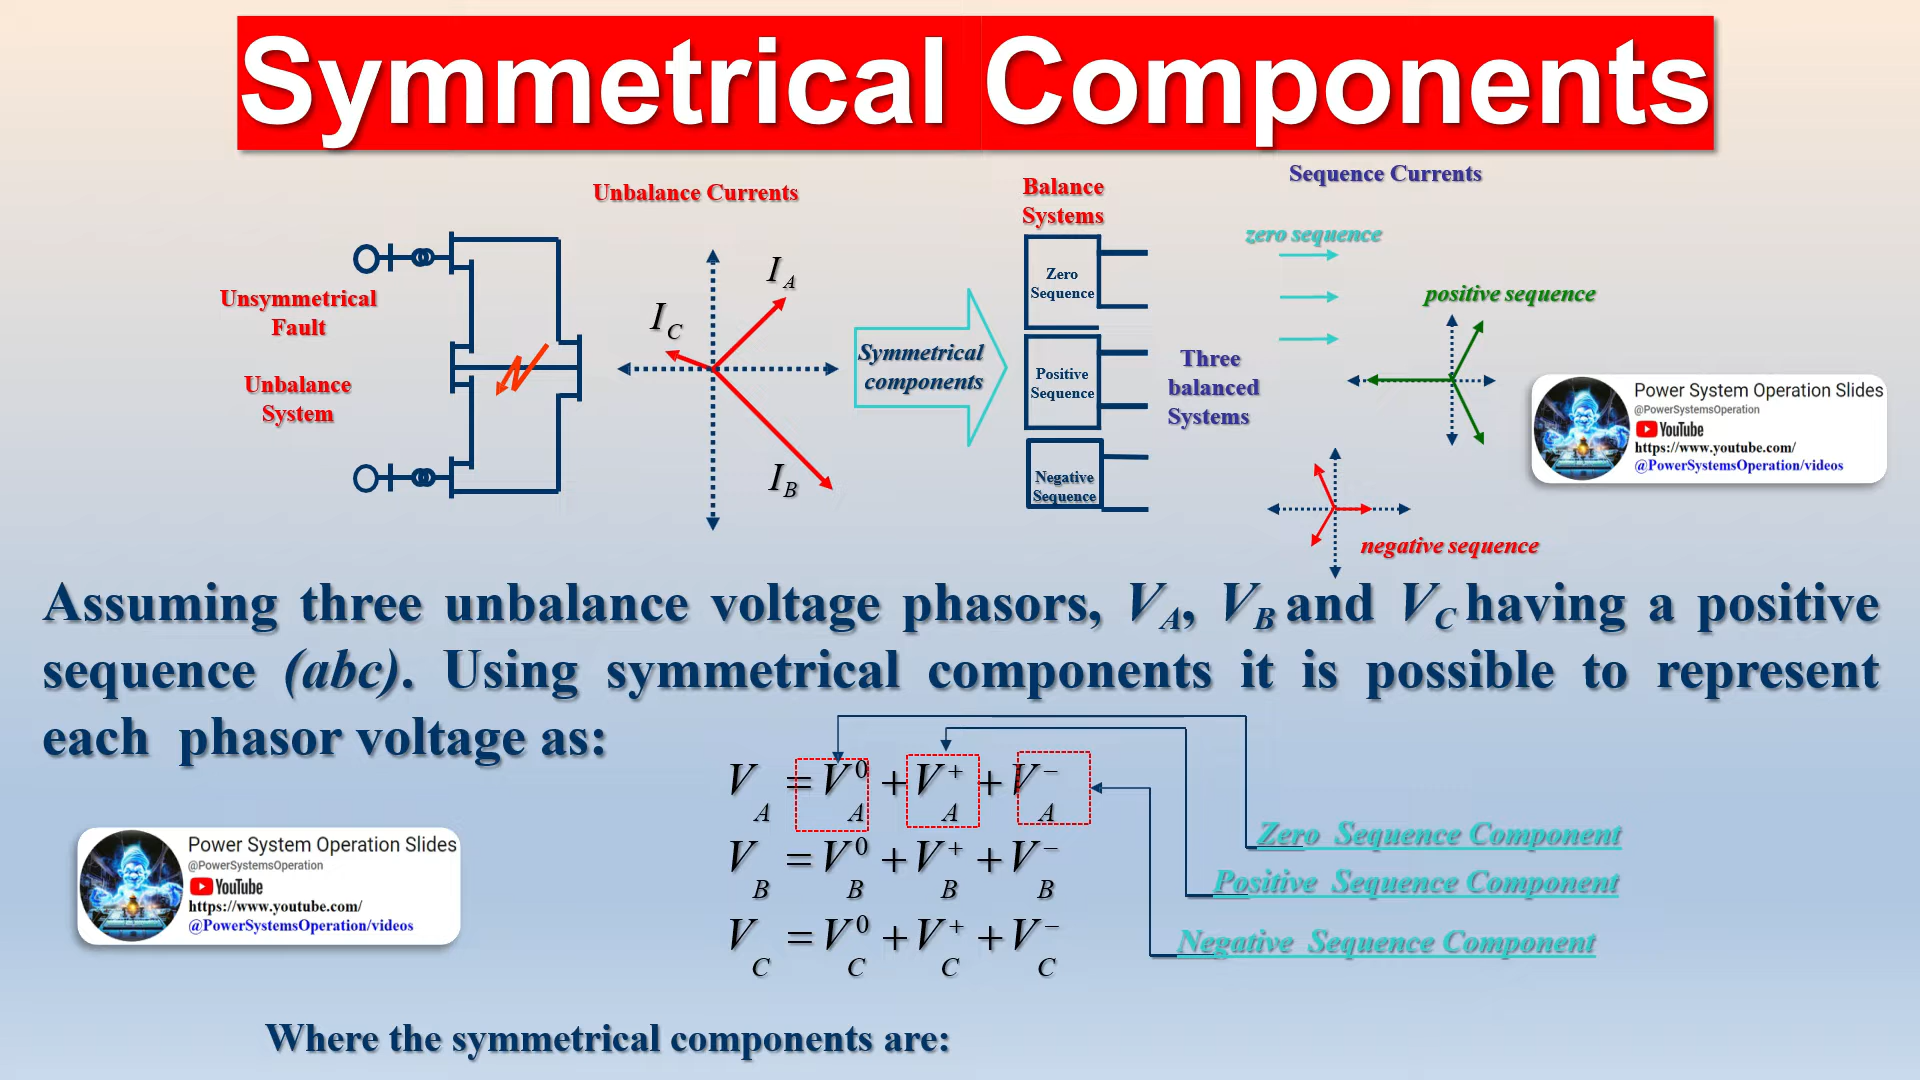 Symmetrical Components
Unbalance Currents
Balance
Systems
Sequence Currents
Unsymmetrical
Fault
Unbalance
System
I_A
I_C
I_B
Symmetrical
components
Zero
Sequence
Positive
Sequence
Negative
Sequence
Three
balanced
Systems
zero sequence
positive sequence
negative sequence
Power System Operation Slides
@PowerSystemsOperation
YouTube
https://www.youtube.com/
@PowerSystemsOperation/videos
Assuming three unbalance voltage phasors, V_A, V_B and V_C having a positive
sequence (abc). Using symmetrical components it is possible to represent
each phasor voltage as:
V_A = V_A^0 + V_A^+ + V_A^−
V_B = V_B^0 + V_B^+ + V_B^−
V_C = V_C^0 + V_C^+ + V_C^−
Zero Sequence Component
Positive Sequence Component
Negative Sequence Component
Power System Operation Slides
@PowerSystemsOperation
YouTube
https://www.youtube.com/
@PowerSystemsOperation/videos
Where the symmetrical components are: